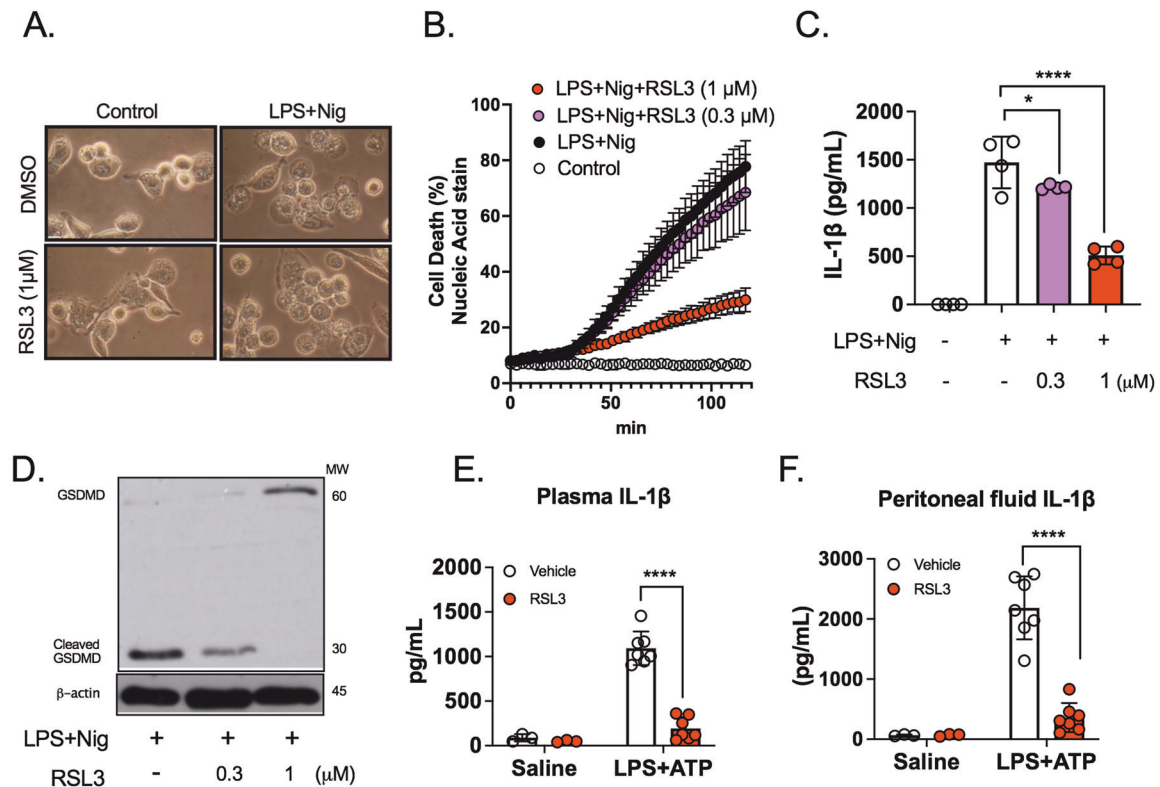 A.
Control
LPS+Nig
DMSO
RSL3 (1μM)
B.
LPS+Nig+RSL3 (1 μM)
LPS+Nig+RSL3 (0.3 μM)
LPS+Nig
Control
100
80
60
40
20
0
Cell Death (%)
Nucleic Acid stain
0
50
100
min
C.
****
*
2000
1500
1000
500
0
IL-1β (pg/mL)
LPS+Nig - + + +
RSL3 - - 0.3 1 (μM)
D.
MW
GSDMD
60
Cleaved
GSDMD
30
β-actin
45
LPS+Nig + + +
RSL3 - 0.3 1 (μM)
E.
Plasma IL-1β
Vehicle
RSL3
****
2000
1500
1000
500
0
pg/mL
Saline
LPS+ATP
F.
Peritoneal fluid IL-1β
Vehicle
RSL3
****
3000
2000
1000
0
(pg/mL)
Saline
LPS+ATP